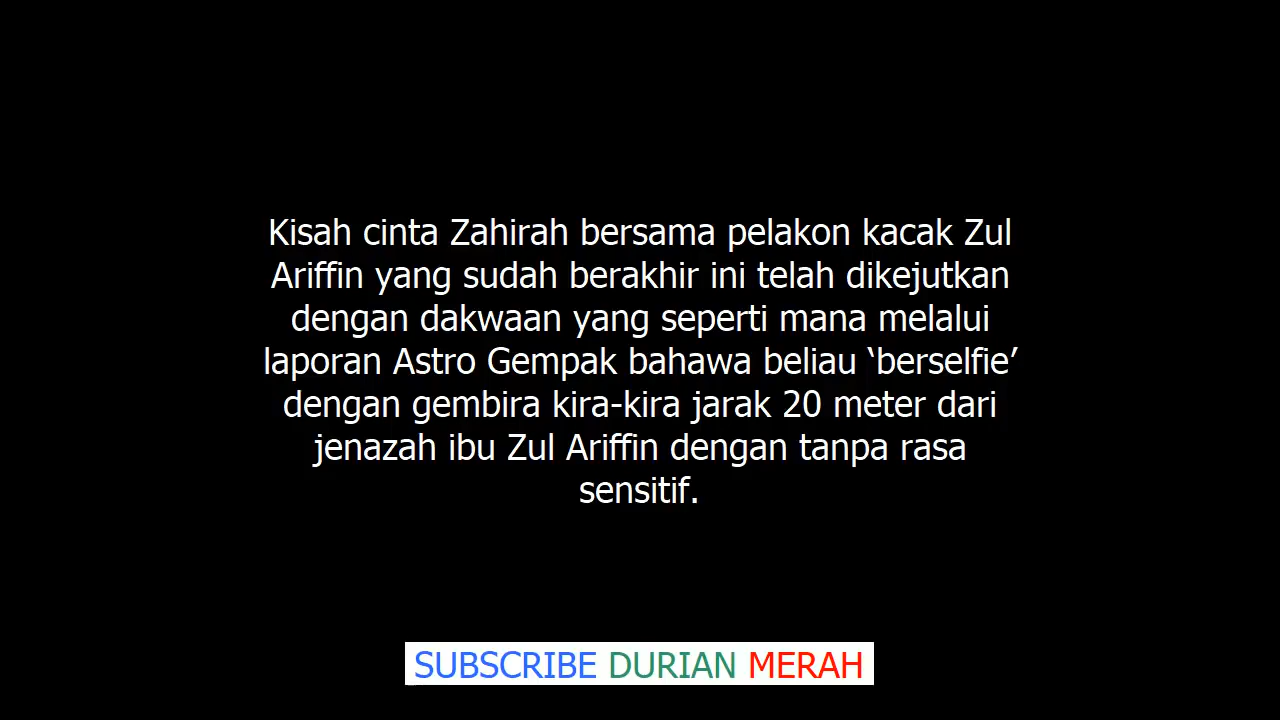 Kisah cinta Zahirah bersama pelakon kacak Zul
Ariffin yang sudah berakhir ini telah dikejutkan
dengan dakwaan yang seperti mana melalui
laporan Astro Gempak bahawa beliau ‘berselfie’
dengan gembira kira-kira jarak 20 meter dari
jenazah ibu Zul Ariffin dengan tanpa rasa
sensitif.
SUBSCRIBE DURIAN MERAH